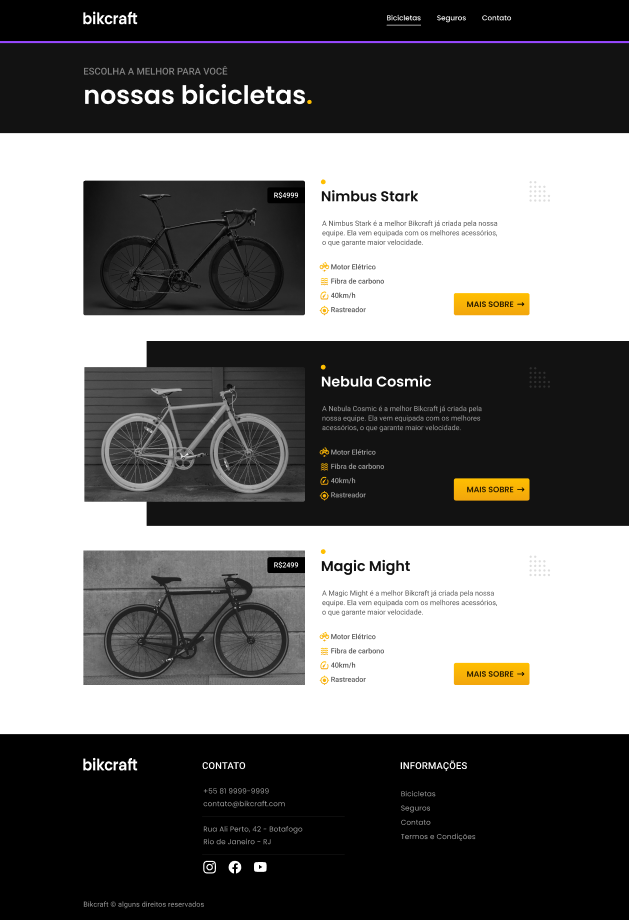 bikcraft
Bicicletas Seguros Contato
ESCOLHA A MELHOR PARA VOCÊ
nossas bicicletas.
R$4999
Nimbus Stark
A Nimbus Stark é a melhor Bikcraft já criada pela nossa
equipe. Ela vem equipada com os melhores acessórios,
o que garante maior velocidade.
Motor Elétrico
Fibra de carbono
40km/h
Rastreador
MAIS SOBRE →
Nebula Cosmic
A Nebula Cosmic é a melhor Bikcraft já criada pela
nossa equipe. Ela vem equipada com os melhores
acessórios, o que garante maior velocidade.
Motor Elétrico
Fibra de carbono
40km/h
Rastreador
MAIS SOBRE →
R$2499
Magic Might
A Magic Might é a melhor Bikcraft já criada pela nossa
equipe. Ela vem equipada com os melhores acessórios,
o que garante maior velocidade.
Motor Elétrico
Fibra de carbono
40km/h
Rastreador
MAIS SOBRE →
bikcraft
CONTATO
+55 81 9999-9999
contato@bikcraft.com
Rua Ali Perto, 42 - Botafogo
Rio de Janeiro - RJ
INFORMAÇÕES
Bicicletas
Seguros
Contato
Termos e Condições
Bikcraft © alguns direitos reservados